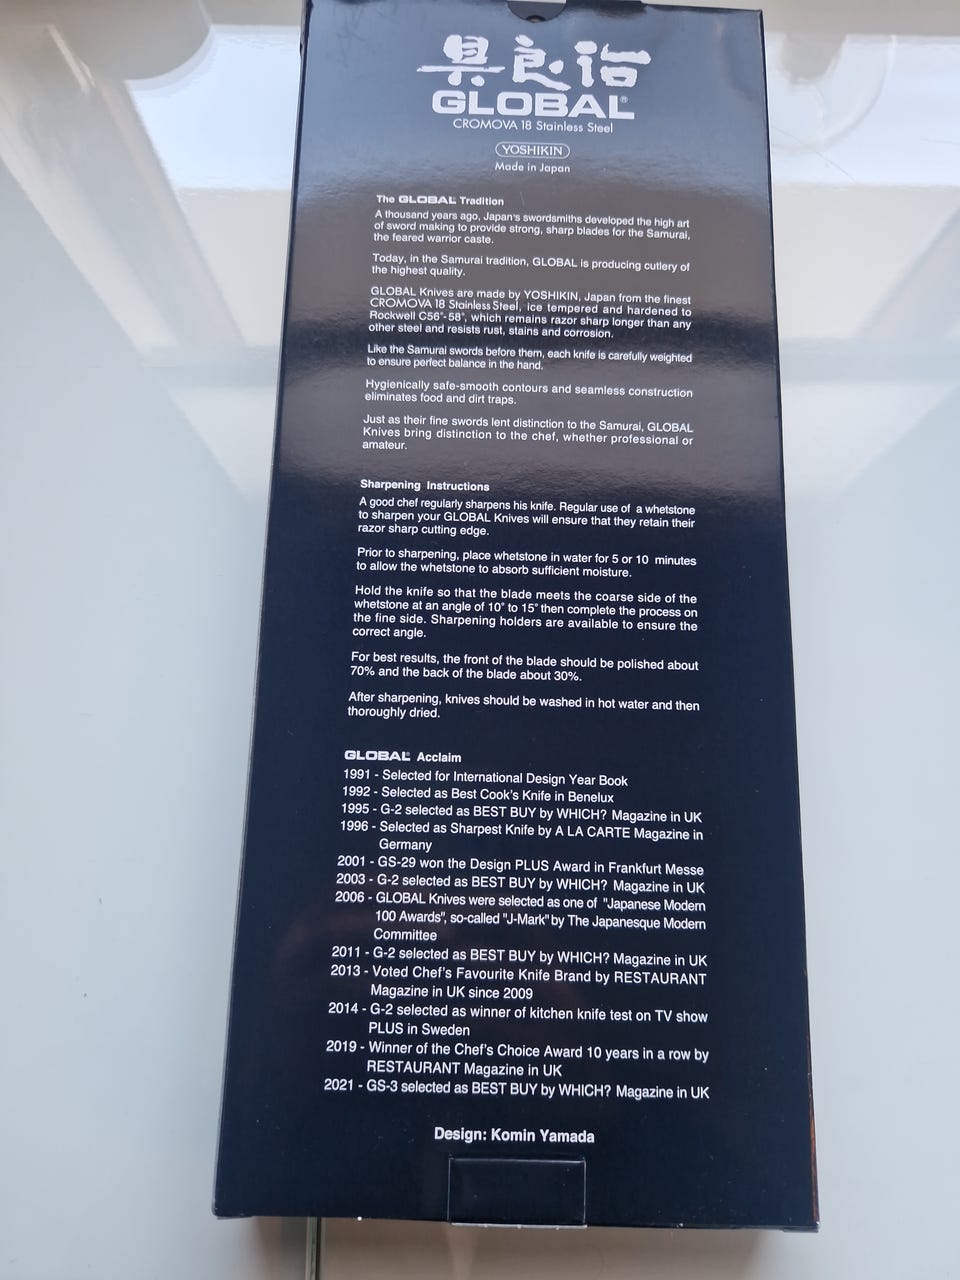 具良治
GLOBAL®
CROMOVA 18 Stainless Steel
YOSHIKIN
Made in Japan
The GLOBAL Tradition
A thousand years ago, Japan's swordsmiths developed the high art
of sword making to provide strong, sharp blades for the Samurai,
the feared warrior caste.
Today, in the Samurai tradition, GLOBAL is producing cutlery of
the highest quality.
GLOBAL Knives are made by YOSHIKIN, Japan from the finest
CROMOVA 18 Stainless Steel, ice tempered and hardened to
Rockwell C56°-58°, which remains razor sharp longer than any
other steel and resists rust, stains and corrosion.
Like the Samurai swords before them, each knife is carefully weighted
to ensure perfect balance in the hand.
Hygienically safe-smooth contours and seamless construction
eliminates food and dirt traps.
Just as their fine swords lent distinction to the Samurai, GLOBAL
Knives bring distinction to the chef, whether professional or
amateur.
Sharpening Instructions
A good chef regularly sharpens his knife. Regular use of a whetstone
to sharpen your GLOBAL Knives will ensure that they retain their
razor sharp cutting edge.
Prior to sharpening, place whetstone in water for 5 or 10 minutes
to allow the whetstone to absorb sufficient moisture.
Hold the knife so that the blade meets the coarse side of the
whetstone at an angle of 10° to 15° then complete the process on
the fine side. Sharpening holders are available to ensure the
correct angle.
For best results, the front of the blade should be polished about
70% and the back of the blade about 30%.
After sharpening, knives should be washed in hot water and then
thoroughly dried.
GLOBAL® Acclaim
1991 - Selected for International Design Year Book
1992 - Selected as Best Cook's Knife in Benelux
1995 - G-2 selected as BEST BUY by WHICH? Magazine in UK
1996 - Selected as Sharpest Knife by A LA CARTE Magazine in
Germany
2001 - GS-29 won the Design PLUS Award in Frankfurt Messe
2003 - G-2 selected as BEST BUY by WHICH? Magazine in UK
2006 - GLOBAL Knives were selected as one of "Japanese Modern
100 Awards", so-called "J-Mark" by The Japanesque Modern
Committee
2011 - G-2 selected as BEST BUY by WHICH? Magazine in UK
2013 - Voted Chef's Favourite Knife Brand by RESTAURANT
Magazine in UK since 2009
2014 - G-2 selected as winner of kitchen knife test on TV show
PLUS in Sweden
2019 - Winner of the Chef's Choice Award 10 years in a row by
RESTAURANT Magazine in UK
2021 - GS-3 selected as BEST BUY by WHICH? Magazine in UK
Design: Komin Yamada